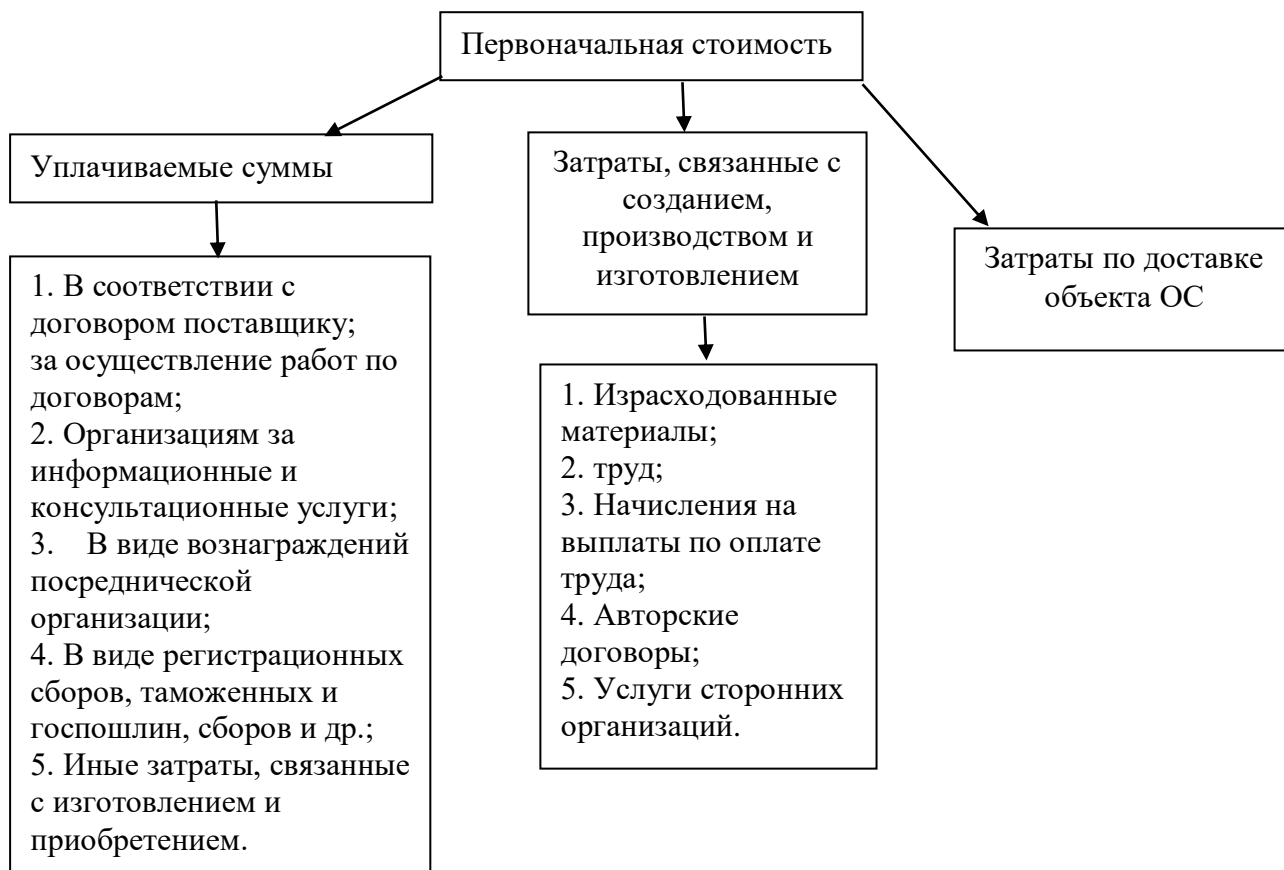 Первоначальная стоимость
Уплачиваемые суммы
1. В соответствии с
договором поставщику;
за осуществление работ по
договорам;
2. Организациям за
информационные и
консультационные услуги;
3. В виде вознаграждений
посреднической
организации;
4. В виде регистрационных
сборов, таможенных и
госпошлин, сборов и др.;
5. Иные затраты, связанные
с изготовлением и
приобретением.
Затраты, связанные с
созданием,
производством и
изготовлением
1. Израсходованные
материалы;
2. труд;
3. Начисления на
выплаты по оплате
труда;
4. Авторские
договоры;
5. Услуги сторонних
организаций.
Затраты по доставке
объекта ОС